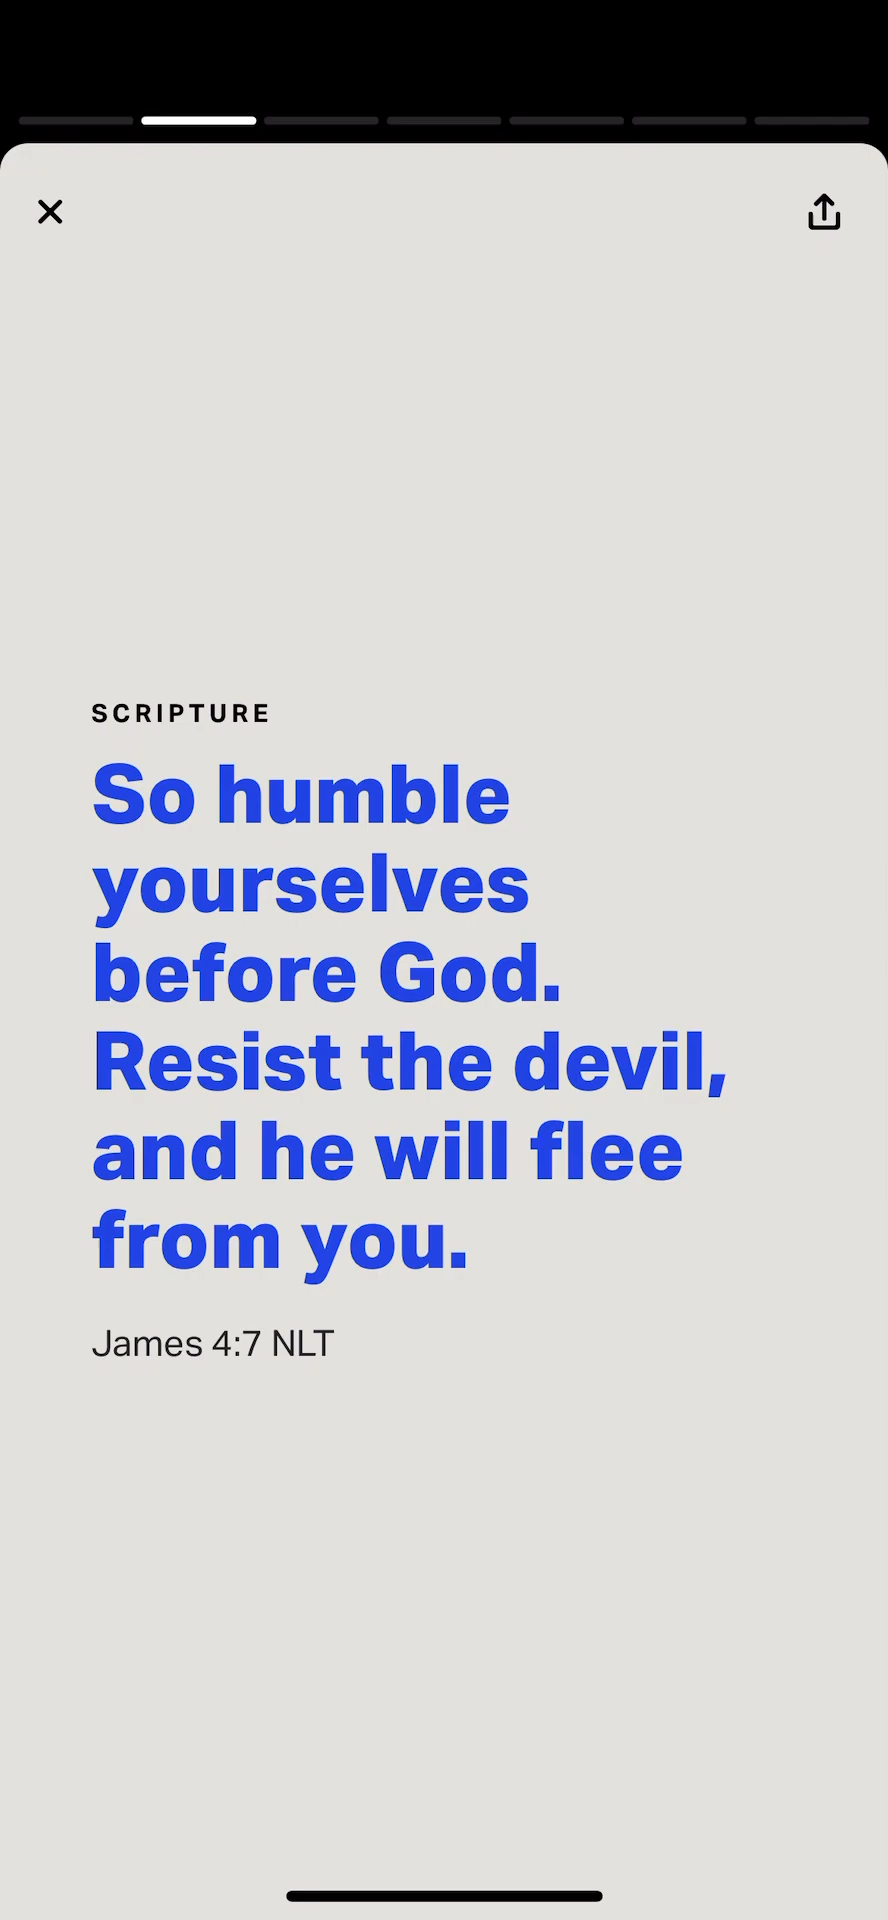 SCRIPTURE
So humble
yourselves
before God.
Resist the devil,
and he will flee
from you.
James 4:7 NLT